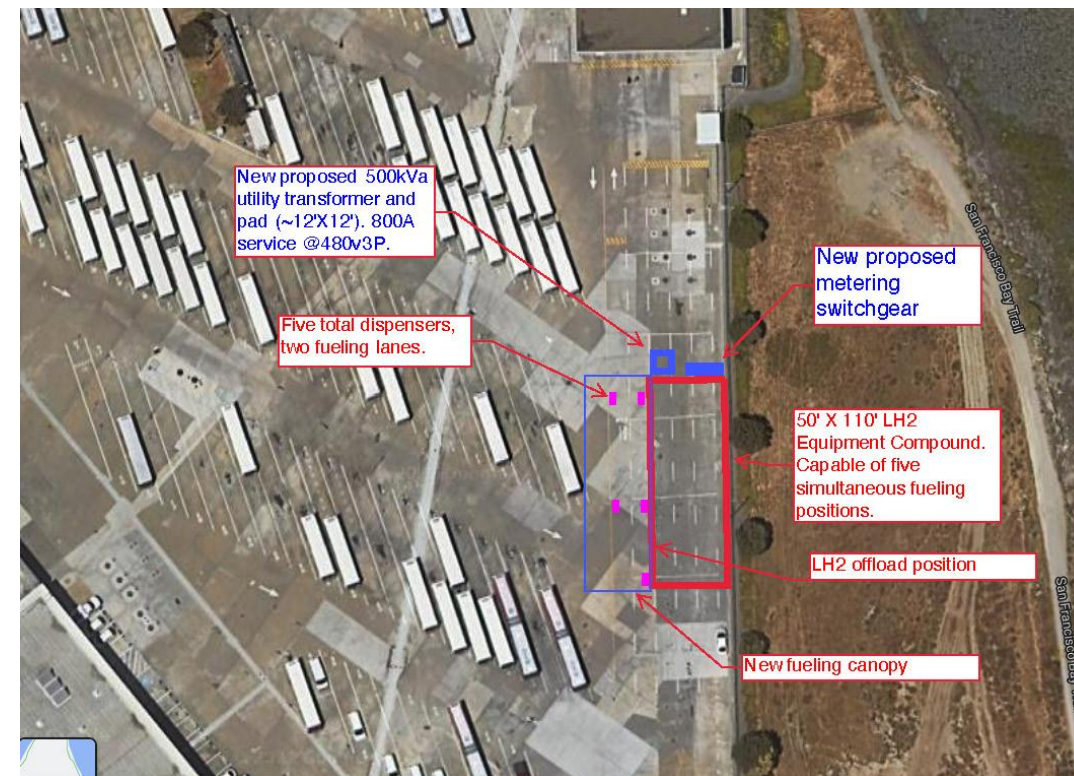 New proposed 500kVa
utility transformer and
pad (~12'X12'). 800A
service @480v3P.
San Francisco Bay Trail
New proposed
metering
switchgear
Five total dispensers,
two fueling lanes.
50' X 110' LH2
Equipment Compound.
Capable of five
simultaneous fueling
positions.
LH2 offload position
San Francisco Bay
New fueling canopy